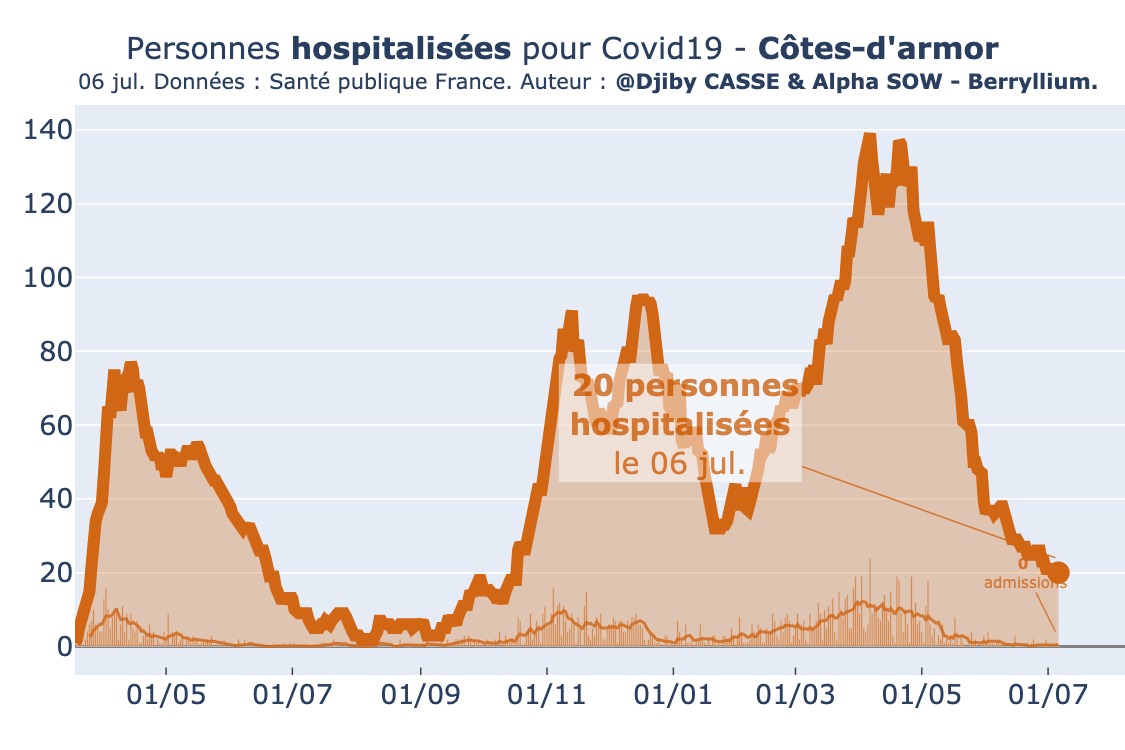 Personnes hospitalisées pour Covid19 - Côtes-d'armor
06 jul. Données : Santé publique France. Auteur : @Djiby CASSE & Alpha SOW - Berryllium.
140
120
100
80
60
40
20
0
20 personnes
hospitalisées
le 06 jul.
0
admissions
01/05 01/07 01/09 01/11 01/01 01/03 01/05 01/07